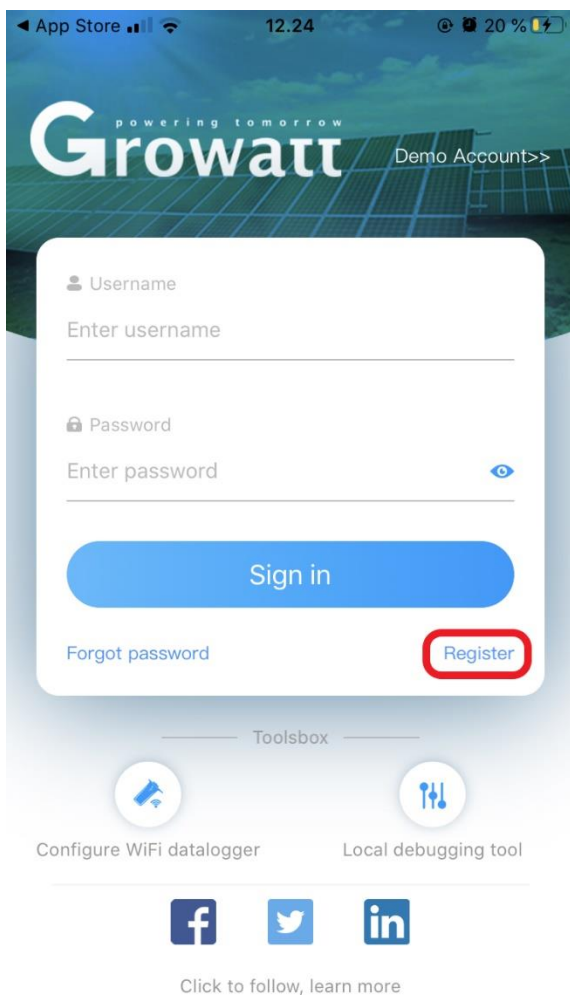 ◀ App Store 12.24 20 %
powering tomorrow
Growatt
Demo Account>>
Username
Enter username
Password
Enter password
Sign in
Forgot password Register
Toolsbox
Configure WiFi datalogger Local debugging tool
f in
Click to follow, learn more